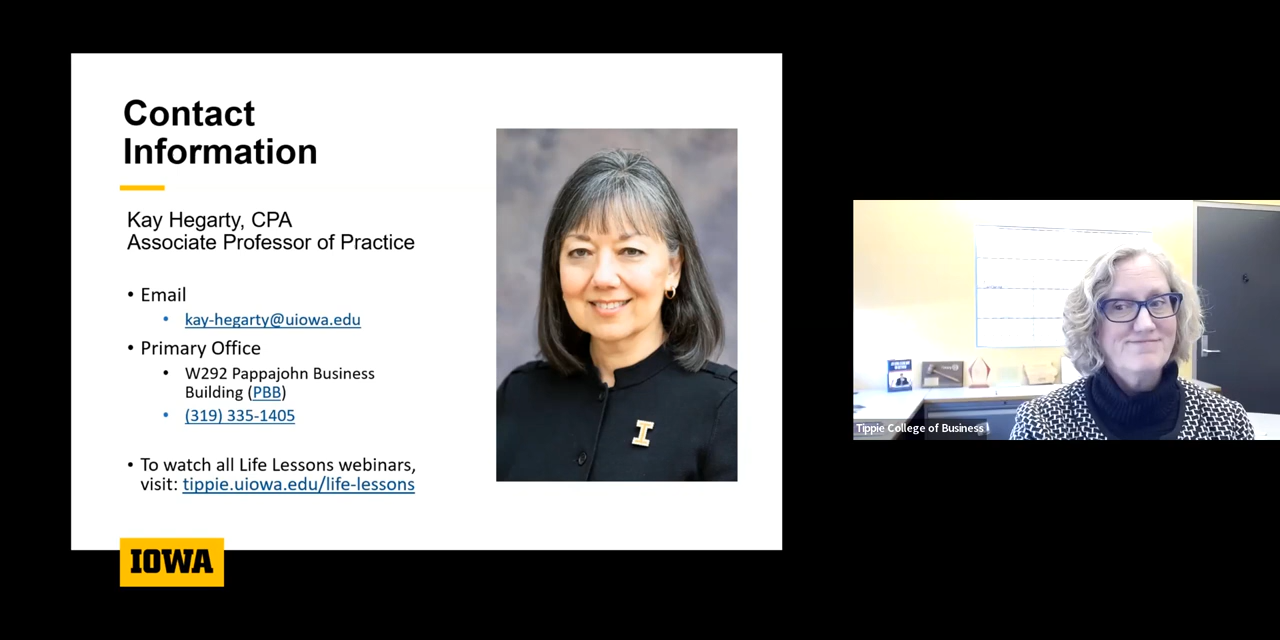 Contact
Information
Kay Hegarty, CPA
Associate Professor of Practice
• Email
• kay-hegarty@uiowa.edu
• Primary Office
• W292 Pappajohn Business
Building (PBB)
• (319) 335-1405
• To watch all Life Lessons webinars,
visit: tippie.uiowa.edu/life-lessons
IOWA
Tippie College of Business